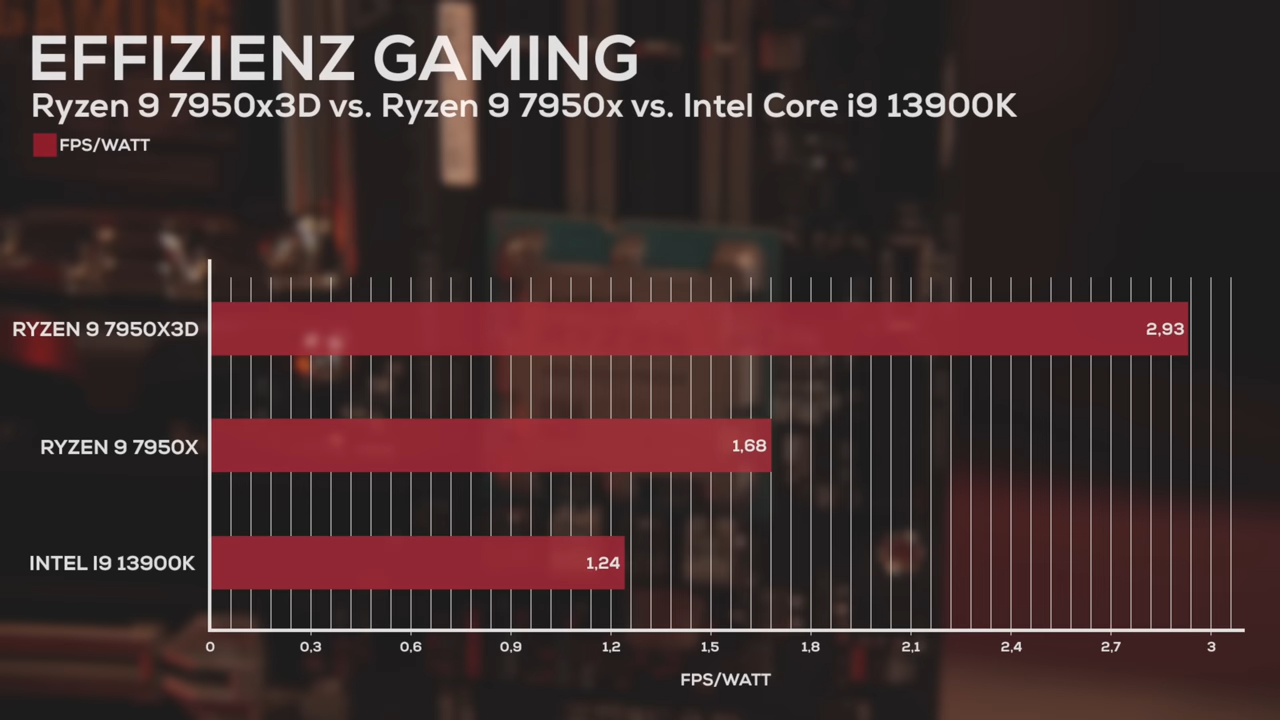 EFFIZIENZ GAMING
Ryzen 9 7950x3D vs. Ryzen 9 7950x vs. Intel Core i9 13900K
FPS/WATT
RYZEN 9 7950X3D
2,93
RYZEN 9 7950X
1,68
INTEL I9 13900K
1,24
0 0,3 0,6 0,9 1,2 1,5 1,8 2,1 2,4 2,7 3
FPS/WATT